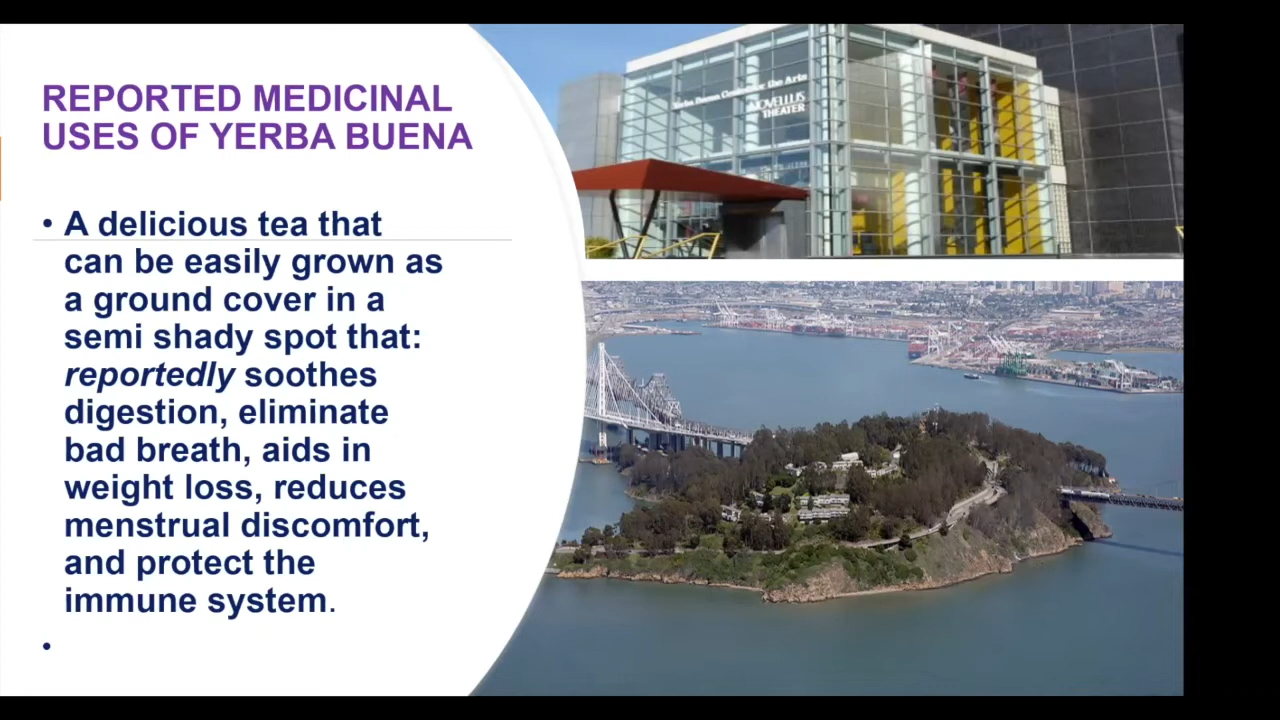 REPORTED MEDICINAL
USES OF YERBA BUENA
• A delicious tea that
can be easily grown as
a ground cover in a
semi shady spot that:
reportedly soothes
digestion, eliminate
bad breath, aids in
weight loss, reduces
menstrual discomfort,
and protect the
immune system.
•
Yerba Buena Center for the Arts
NOVELLUS
THEATER